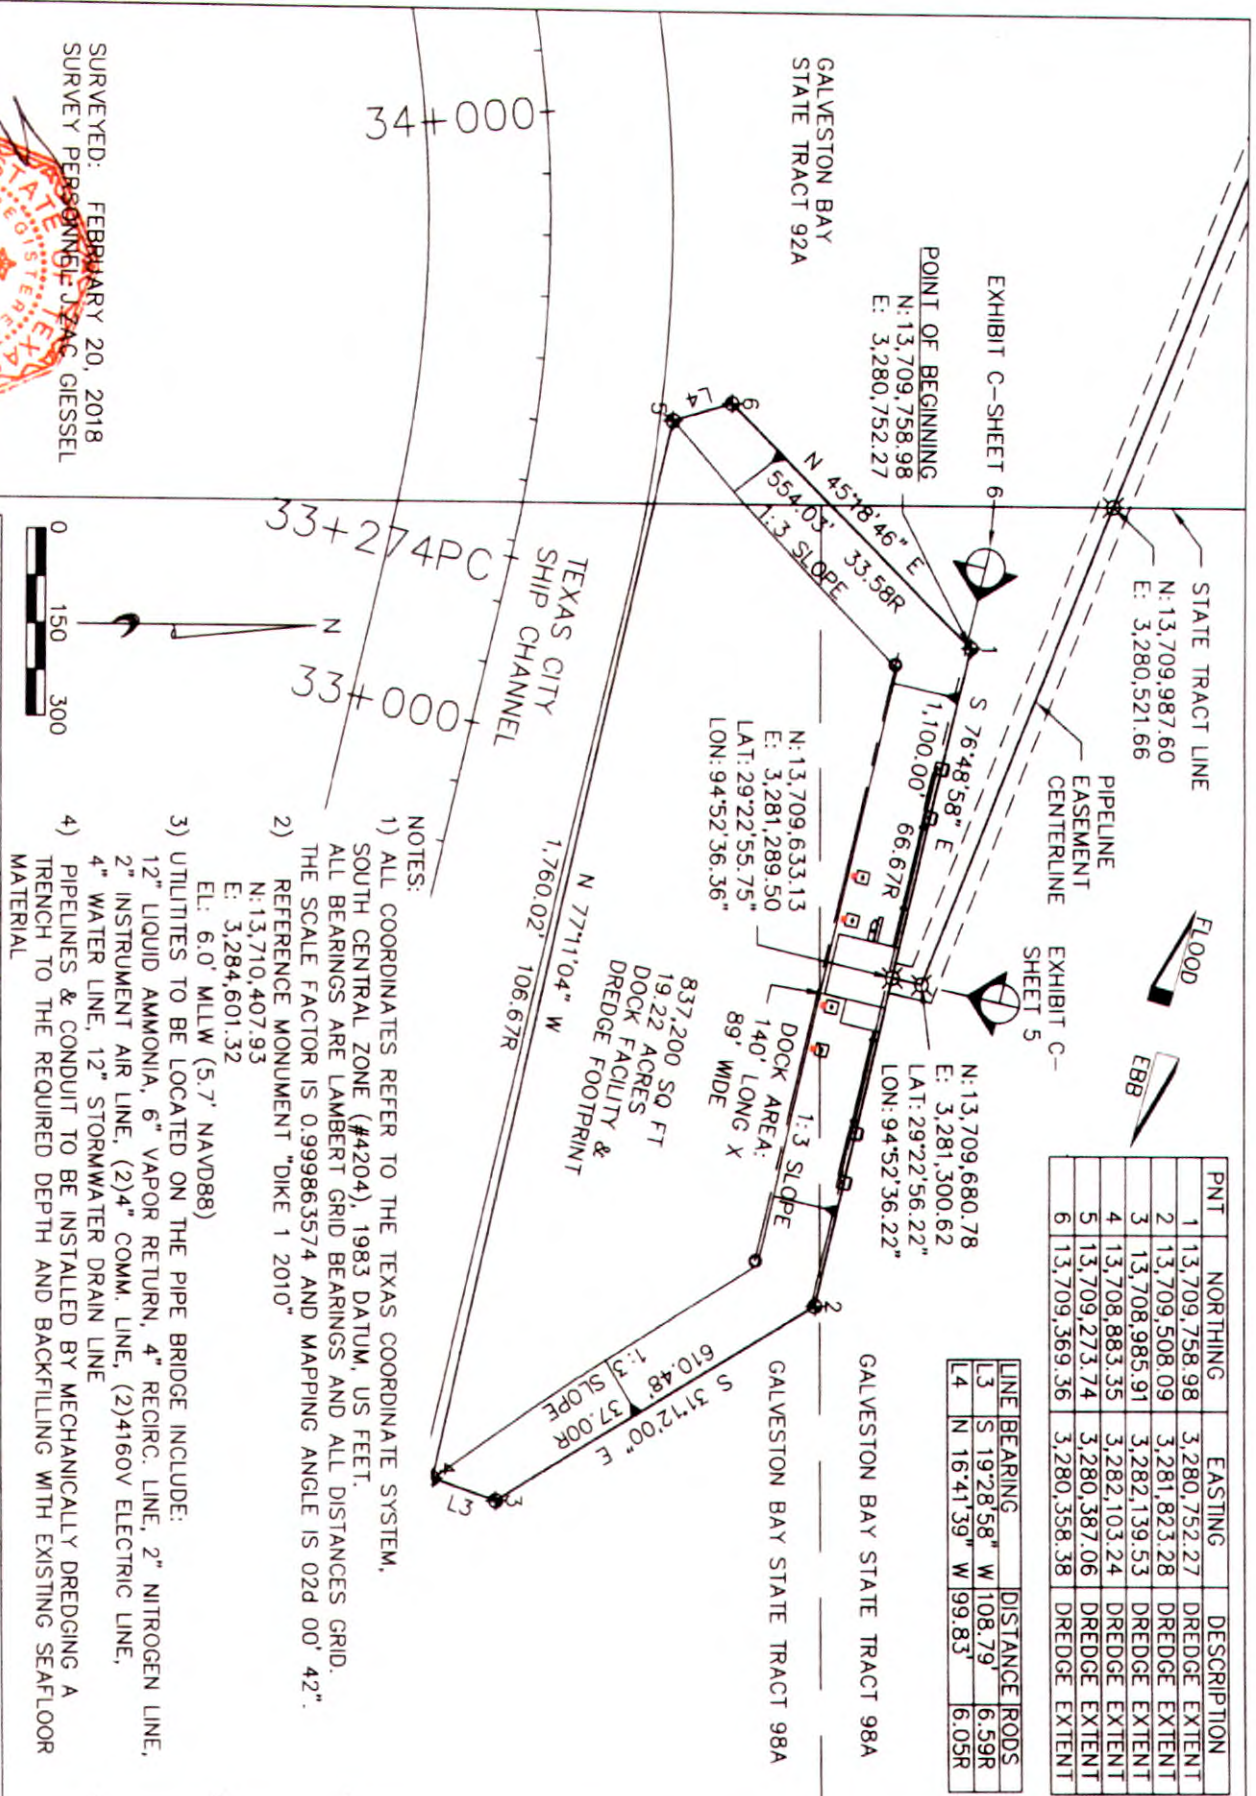 STATE TRACT LINE
N:13,709,987.60
E: 3,280,521.66
PIPELINE
EASEMENT
CENTERLINE
FLOOD
EBB
EXHIBIT C-
SHEET 5
EXHIBIT C-SHEET 6
POINT OF BEGINNING
N:13,709,758.98
E: 3,280,752.27
GALVESTON BAY
STATE TRACT 92A
PNT NORTHING EASTING DESCRIPTION
1 13,709,758.98 3,280,752.27 DREDGE EXTENT
2 13,709,508.09 3,281,823.28 DREDGE EXTENT
3 13,708,985.91 3,282,139.53 DREDGE EXTENT
4 13,708,883.35 3,282,103.24 DREDGE EXTENT
5 13,709,273.74 3,280,387.06 DREDGE EXTENT
6 13,709,369.36 3,280,358.38 DREDGE EXTENT
LINE BEARING DISTANCE RODS
L3 S 19°28'58" W 108.79' 6.59R
L4 N 16°41'39" W 99.83' 6.05R
N:13,709,680.78
E: 3,281,300.62
LAT: 29°22'56.22"
LON: 94°52'36.22"
GALVESTON BAY STATE TRACT 98A
GALVESTON BAY STATE TRACT 98A
1
S 76°48'58" E
1,100.00' 66.67R
2
6
N 45°18'46" E
554.03' 33.58R
1:3 SLOPE
L4
5
N:13,709,633.13
E: 3,281,289.50
LAT: 29°22'55.75"
LON: 94°52'36.36"
DOCK AREA:
140' LONG X
89' WIDE
1:3 SLOPE
837,200 SQ FT
19.22 ACRES
DOCK FACILITY &
DREDGE FOOTPRINT
S 31°12'00" E
610.48' 37.00R
1:3
SLOPE
3
L3
4
N 77°11'04" W
1,760.02' 106.67R
TEXAS CITY
SHIP CHANNEL
34+000
33+274PC
33+000
N
0 150 300
NOTES:
1) ALL COORDINATES REFER TO THE TEXAS COORDINATE SYSTEM,
SOUTH CENTRAL ZONE (#4204), 1983 DATUM, US FEET.
ALL BEARINGS ARE LAMBERT GRID BEARINGS AND ALL DISTANCES GRID.
THE SCALE FACTOR IS 0.999863574 AND MAPPING ANGLE IS 02d 00' 42".
2) REFERENCE MONUMENT "DIKE 1 2010"
N:13,710,407.93
E: 3,284,601.32
EL: 6.0' MLLW (5.7' NAVD88)
3) UTILITITES TO BE LOCATED ON THE PIPE BRIDGE INCLUDE:
12" LIQUID AMMONIA, 6" VAPOR RETURN, 4" RECIRC. LINE, 2" NITROGEN LINE,
2" INSTRUMENT AIR LINE, (2)4" COMM. LINE, (2)4160V ELECTRIC LINE,
4" WATER LINE, 12" STORMWATER DRAIN LINE
4) PIPELINES & CONDUIT TO BE INSTALLED BY MECHANICALLY DREDGING A
TRENCH TO THE REQUIRED DEPTH AND BACKFILLING WITH EXISTING SEAFLOOR
MATERIAL
SURVEYED: FEBRUARY 20, 2018
SURVEY PERSONNEL: J.ZAC GIESSEL
STATE OF TEXA
REGISTERE